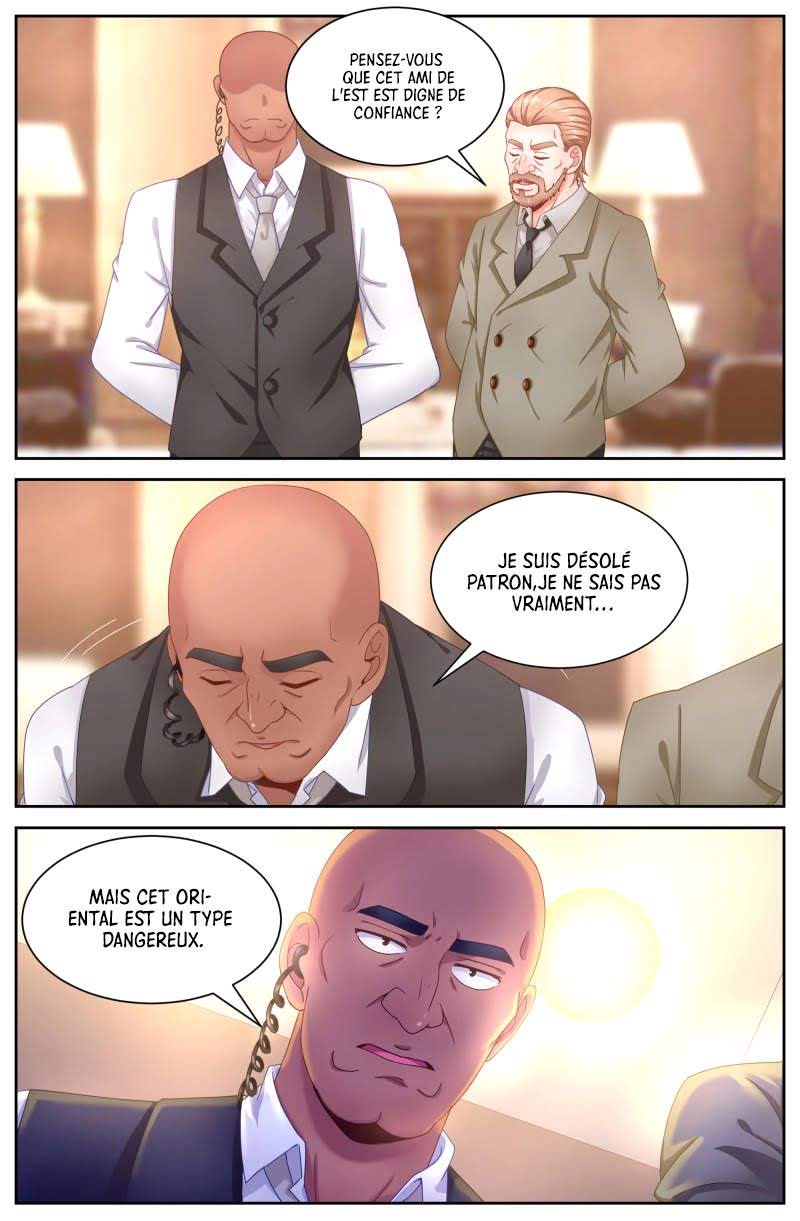 PENSEZ-VOUS
QUE CET AMI DE
L'EST EST DIGNE DE
CONFIANCE ?
JE SUIS DÉSOLÉ
PATRON,JE NE SAIS PAS
VRAIMENT...
MAIS CET ORI-
ENTAL EST UN TYPE
DANGEREUX.